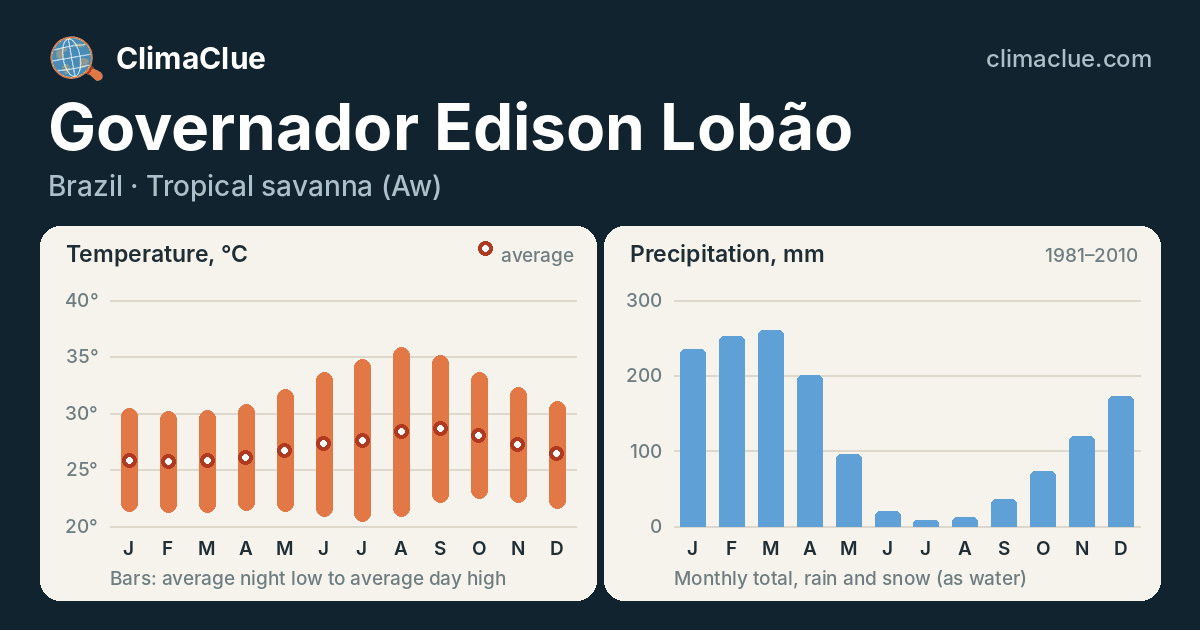 ClimaClue
climaclue.com
Governador Edison Lobão
Brazil · Tropical savanna (Aw)
Temperature, °C
average
40°
35°
30°
25°
20°
J F M A M J J A S O N D
Bars: average night low to average day high
Precipitation, mm
1981–2010
300
200
100
0
J F M A M J J A S O N D
Monthly total, rain and snow (as water)